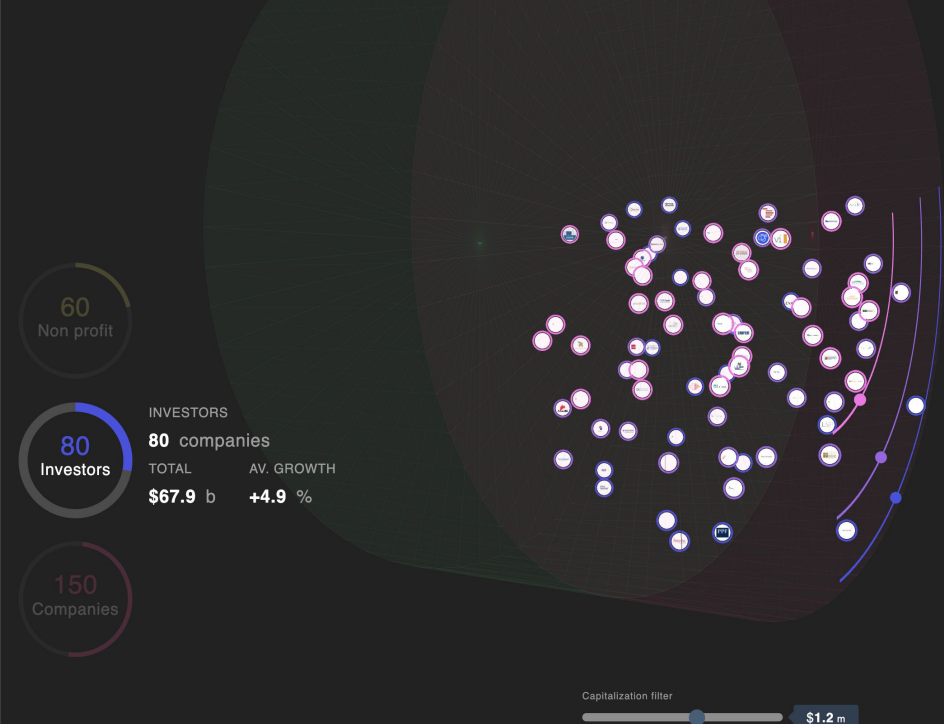 60
Non profit
80
Investors
INVESTORS
80 companies
TOTAL AV. GROWTH
$67.9 b +4.9 %
150
Companies
Capitalization filter
$1.2 m